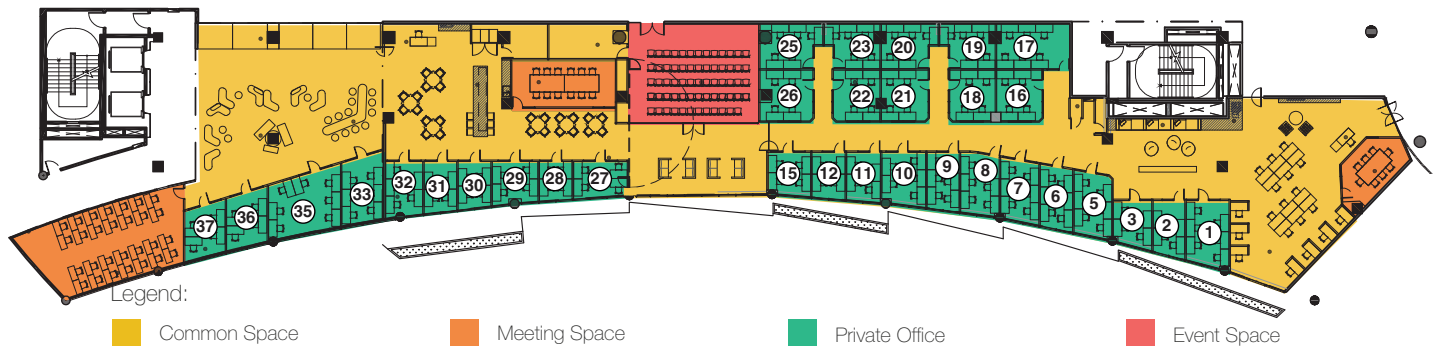 25 23 20 19 17
26 22 21 18 16
37 36 35 33 32 31 30 29 28 27 15 12 11 10 9 8 7 6 5 3 2 1
Legend:
Common Space
Meeting Space
Private Office
Event Space